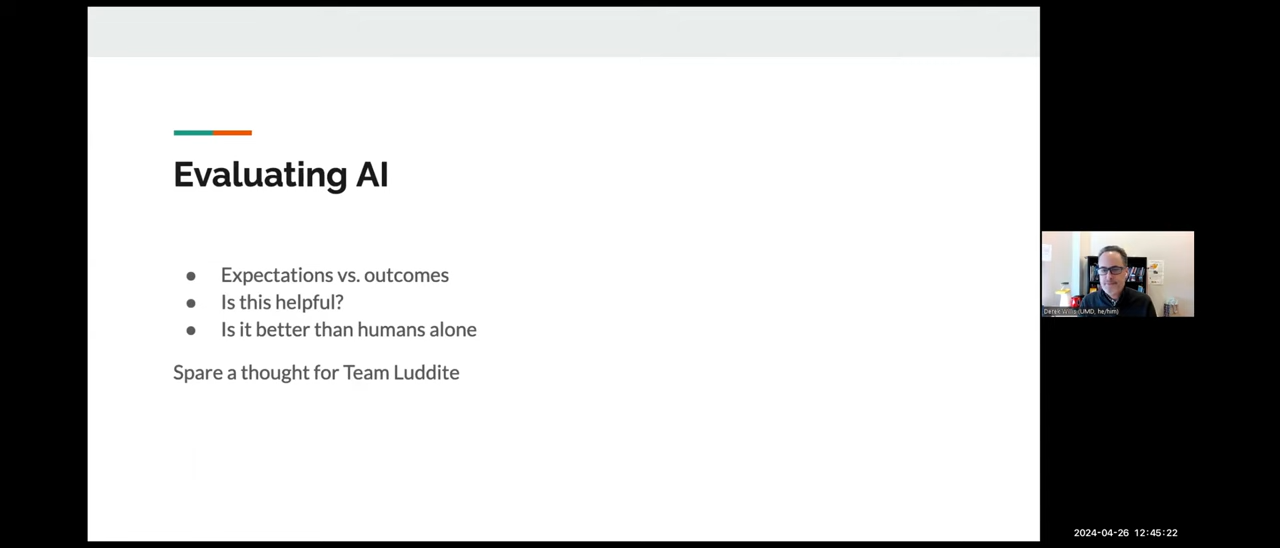 Evaluating AI
● Expectations vs. outcomes
● Is this helpful?
● Is it better than humans alone
Spare a thought for Team Luddite
Derek Willis (UMD, he/him)
2024-04-26 12:45:22